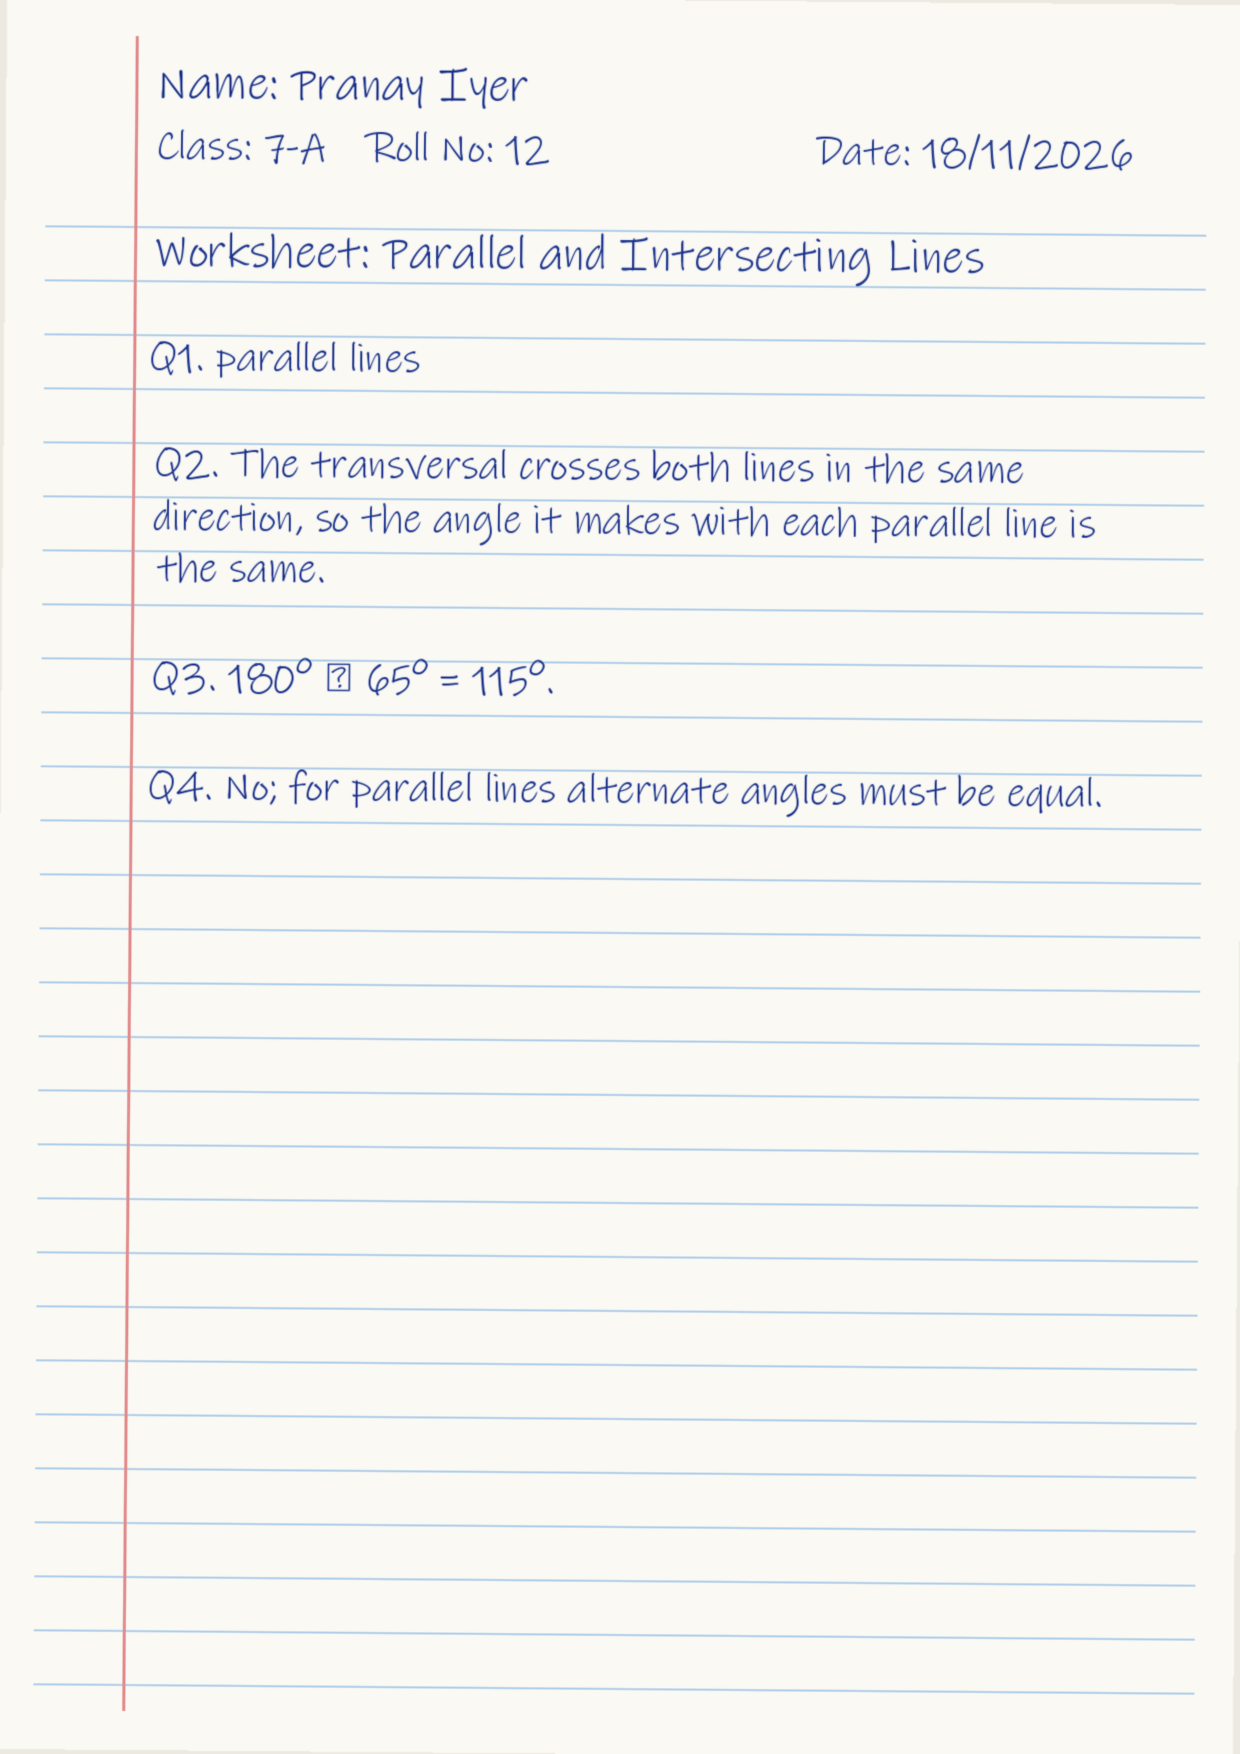 Name: Pranay Iyer
Class: 7-A Roll No: 12 Date: 18/11/2026
Worksheet: Parallel and Intersecting Lines
Q1. parallel lines
Q2. The transversal crosses both lines in the same
direction, so the angle it makes with each parallel line is
the same.
Q3. 180° 65° = 115°.
Q4. No; for parallel lines alternate angles must be equal.